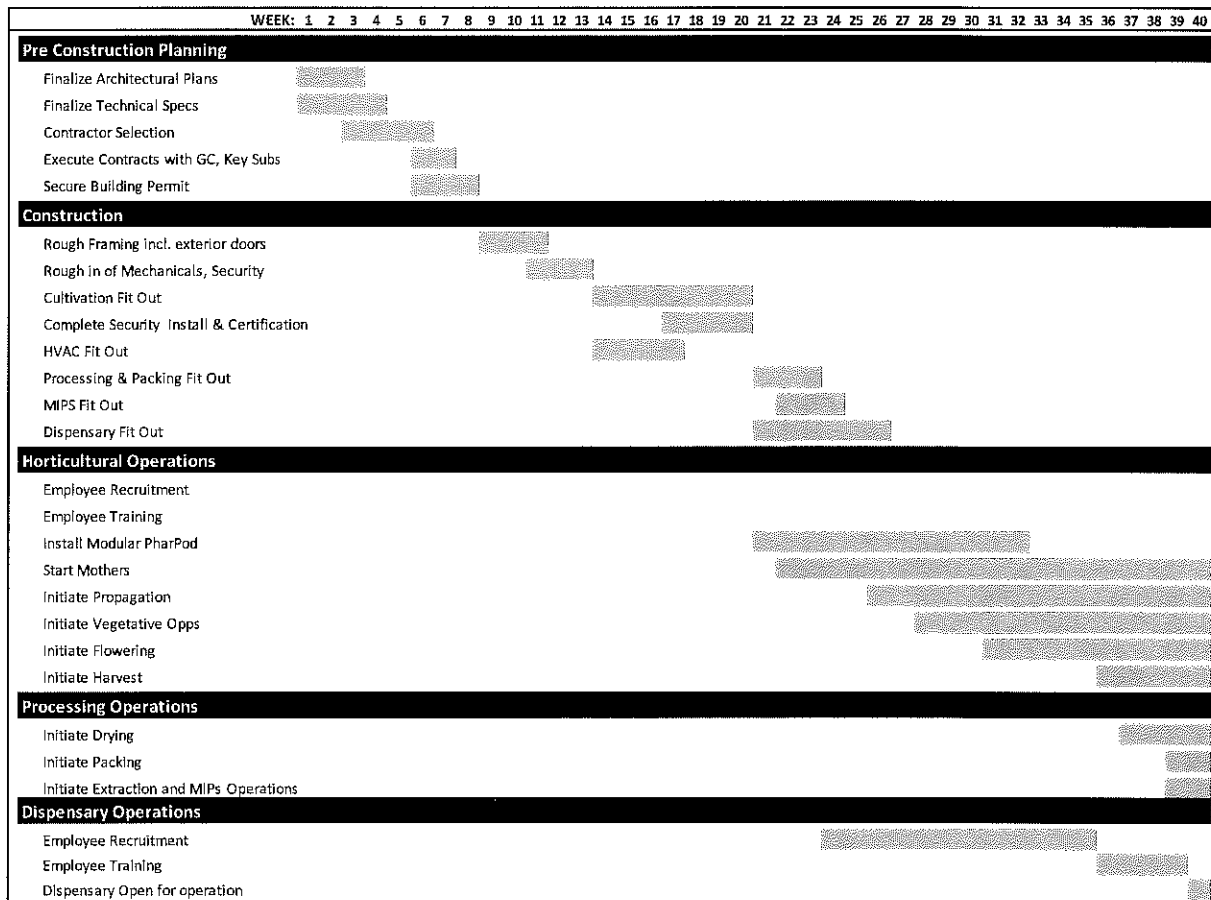 WEEK: 1 2 3 4 5 6 7 8 9 10 11 12 13 14 15 16 17 18 19 20 21 22 23 24 25 26 27 28 29 30 31 32 33 34 35 36 37 38 39 40
Pre Construction Planning
Finalize Architectural Plans
Finalize Technical Specs
Contractor Selection
Execute Contracts with GC, Key Subs
Secure Building Permit
Construction
Rough Framing incl. exterior doors
Rough in of Mechanicals, Security
Cultivation Fit Out
Complete Security Install & Certification
HVAC Fit Out
Processing & Packing Fit Out
MIPS Fit Out
Dispensary Fit Out
Horticultural Operations
Employee Recruitment
Employee Training
Install Modular PharPod
Start Mothers
Initiate Propagation
Initiate Vegetative Opps
Initiate Flowering
Initiate Harvest
Processing Operations
Initiate Drying
Initiate Packing
Initiate Extraction and MIPs Operations
Dispensary Operations
Employee Recruitment
Employee Training
Dispensary Open for operation